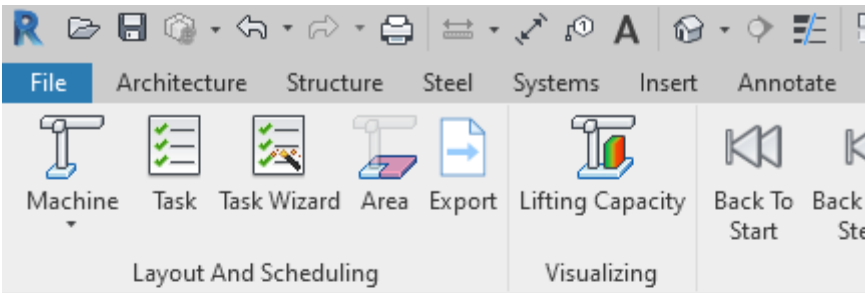 File Architecture Structure Steel Systems Insert Annotate
Machine Task Task Wizard Area Export Lifting Capacity Back To Start Back
Layout And Scheduling Visualizing